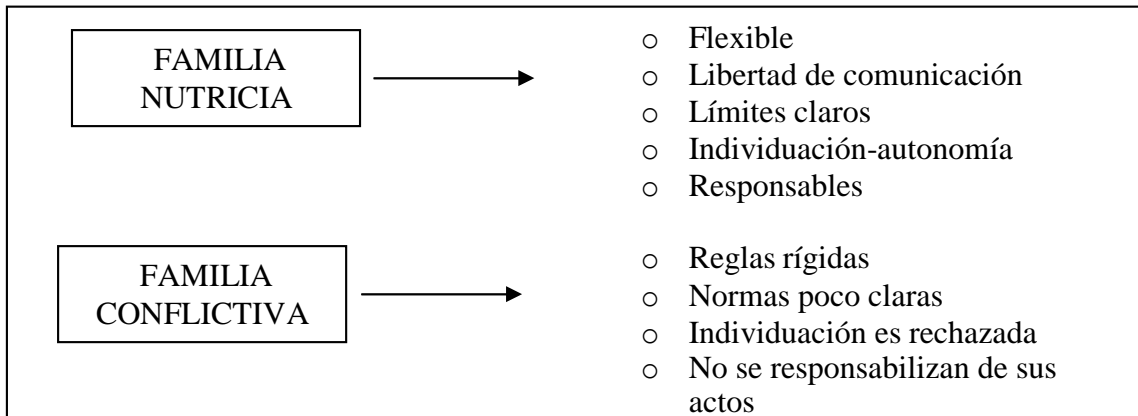 FAMILIA
NUTRICIA
o Flexible
o Libertad de comunicación
o Límites claros
o Individuación-autonomía
o Responsables
FAMILIA
CONFLICTIVA
o Reglas rígidas
o Normas poco claras
o Individuación es rechazada
o No se responsabilizan de sus
actos